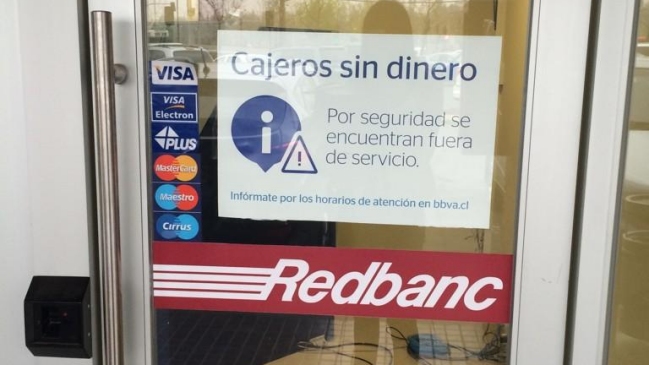 Cajeros sin dinero
Por seguridad se
encuentran fuera
de servicio.
Infórmate por los horarios de atención en bbva.cl
VISA
VISA
Electron
PLUS
MasterCard
Maestro
Cirrus
Redbanc